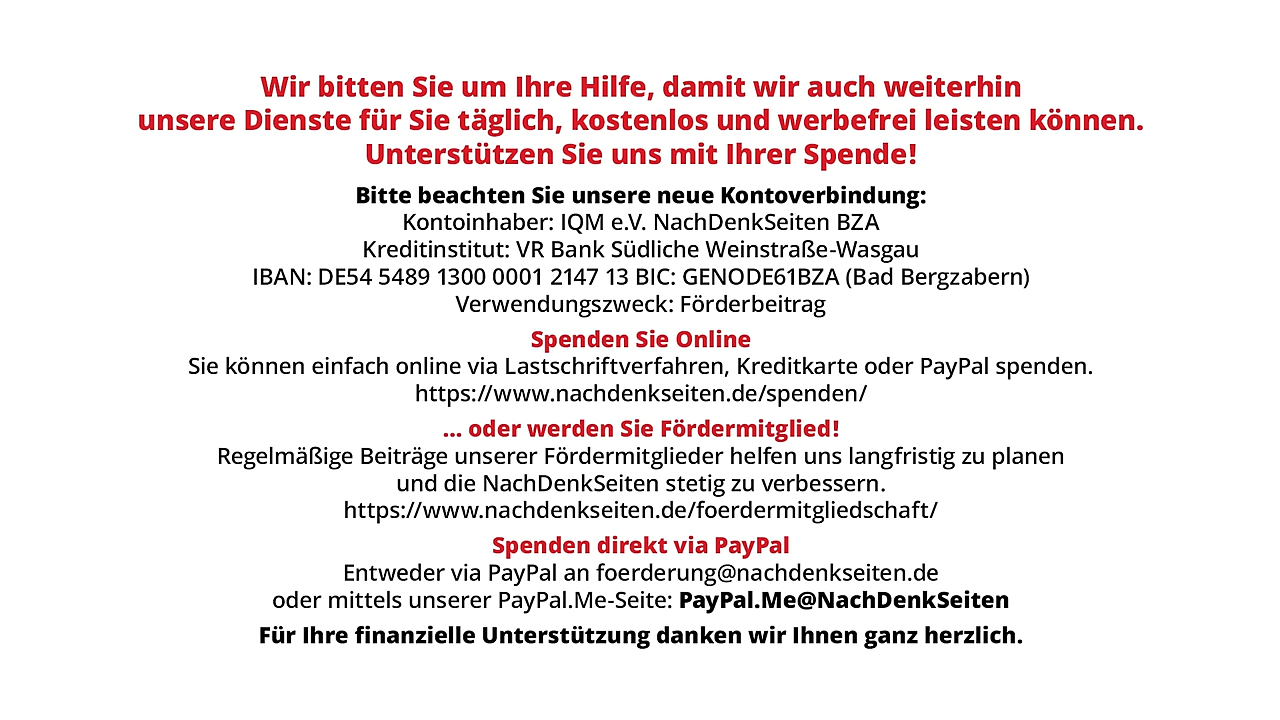 Wir bitten Sie um Ihre Hilfe, damit wir auch weiterhin
unsere Dienste für Sie täglich, kostenlos und werbefrei leisten können.
Unterstützen Sie uns mit Ihrer Spende!
Bitte beachten Sie unsere neue Kontoverbindung:
Kontoinhaber: IQM e.V. NachDenkSeiten BZA
Kreditinstitut: VR Bank Südliche Weinstraße-Wasgau
IBAN: DE54 5489 1300 0001 2147 13 BIC: GENODE61BZA (Bad Bergzabern)
Verwendungszweck: Förderbeitrag
Spenden Sie Online
Sie können einfach online via Lastschriftverfahren, Kreditkarte oder PayPal spenden.
https://www.nachdenkseiten.de/spenden/
... oder werden Sie Fördermitglied!
Regelmäßige Beiträge unserer Fördermitglieder helfen uns langfristig zu planen
und die NachDenkSeiten stetig zu verbessern.
https://www.nachdenkseiten.de/foerdermitgliedschaft/
Spenden direkt via PayPal
Entweder via PayPal an foerderung@nachdenkseiten.de
oder mittels unserer PayPal.Me-Seite: PayPal.Me@NachDenkSeiten
Für Ihre finanzielle Unterstützung danken wir Ihnen ganz herzlich.